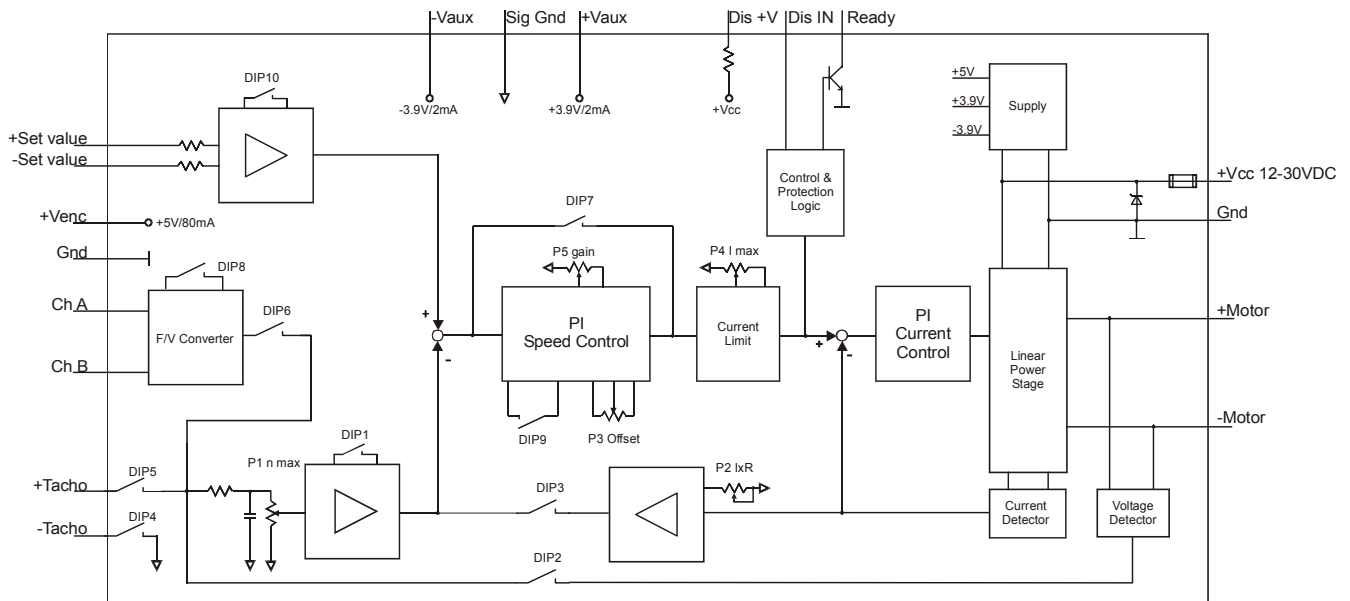 -Vaux
Sig Gnd
+Vaux
Dis +V
Dis IN
Ready
DIP10
-3.9V/2mA
+3.9V/2mA
+Vcc
+5V
+3.9V
-3.9V
Supply
+Set value
-Set value
Control &
Protection
Logic
+Vcc 12-30VDC
Gnd
+Venc
+5V/80mA
DIP7
Gnd
DIP8
P5 gain
P4 I max
Ch A
DIP6
F/V Converter
+
-
PI
Speed Control
Current
Limit
+
-
PI
Current
Control
Linear
Power
Stage
+Motor
Ch B
-Motor
DIP9
P3 Offset
DIP1
P1 n max
+Tacho
DIP5
DIP3
P2 IxR
-Tacho
DIP4
Current
Detector
Voltage
Detector
DIP2